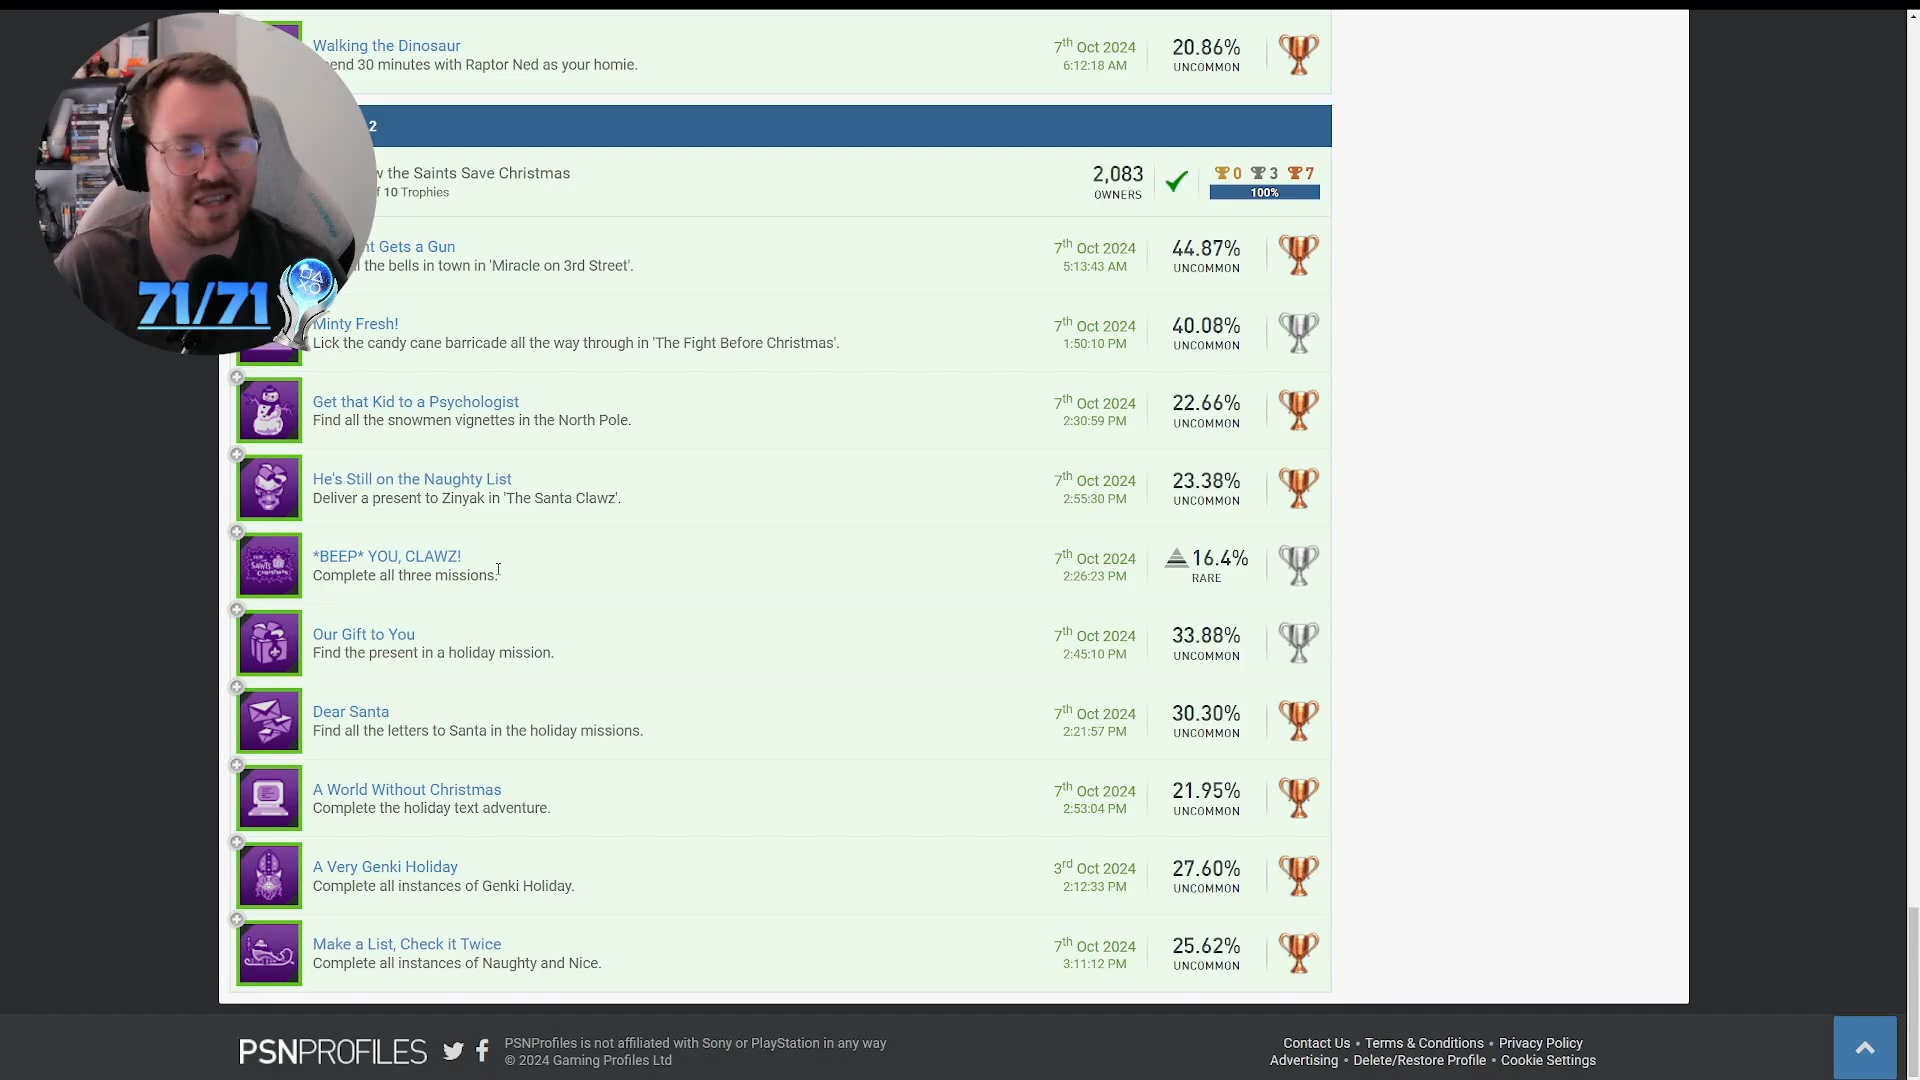 Walking the Dinosaur
end 30 minutes with Raptor Ned as your homie.
7th Oct 2024
6:12:18 AM
20.86%
UNCOMMON
2
the Saints Save Christmas
10 Trophies
2,083
OWNERS
0 3 7
100%
71/71
Gets a Gun
the bells in town in 'Miracle on 3rd Street'.
7th Oct 2024
5:13:43 AM
44.87%
UNCOMMON
Minty Fresh!
Lick the candy cane barricade all the way through in 'The Fight Before Christmas'.
7th Oct 2024
1:50:10 PM
40.08%
UNCOMMON
Get that Kid to a Psychologist
Find all the snowmen vignettes in the North Pole.
7th Oct 2024
2:30:59 PM
22.66%
UNCOMMON
He's Still on the Naughty List
Deliver a present to Zinyak in 'The Santa Clawz'.
7th Oct 2024
2:55:30 PM
23.38%
UNCOMMON
*BEEP* YOU, CLAWZ!
Complete all three missions.
7th Oct 2024
2:26:23 PM
16.4%
RARE
Our Gift to You
Find the present in a holiday mission.
7th Oct 2024
2:45:10 PM
33.88%
UNCOMMON
Dear Santa
Find all the letters to Santa in the holiday missions.
7th Oct 2024
2:21:57 PM
30.30%
UNCOMMON
A World Without Christmas
Complete the holiday text adventure.
7th Oct 2024
2:53:04 PM
21.95%
UNCOMMON
A Very Genki Holiday
Complete all instances of Genki Holiday.
3rd Oct 2024
2:12:33 PM
27.60%
UNCOMMON
Make a List, Check it Twice
Complete all instances of Naughty and Nice.
7th Oct 2024
3:11:12 PM
25.62%
UNCOMMON
PSNPROFILES
PSNProfiles is not affiliated with Sony or PlayStation in any way
© 2024 Gaming Profiles Ltd
Contact Us • Terms & Conditions • Privacy Policy
Advertising • Delete/Restore Profile • Cookie Settings